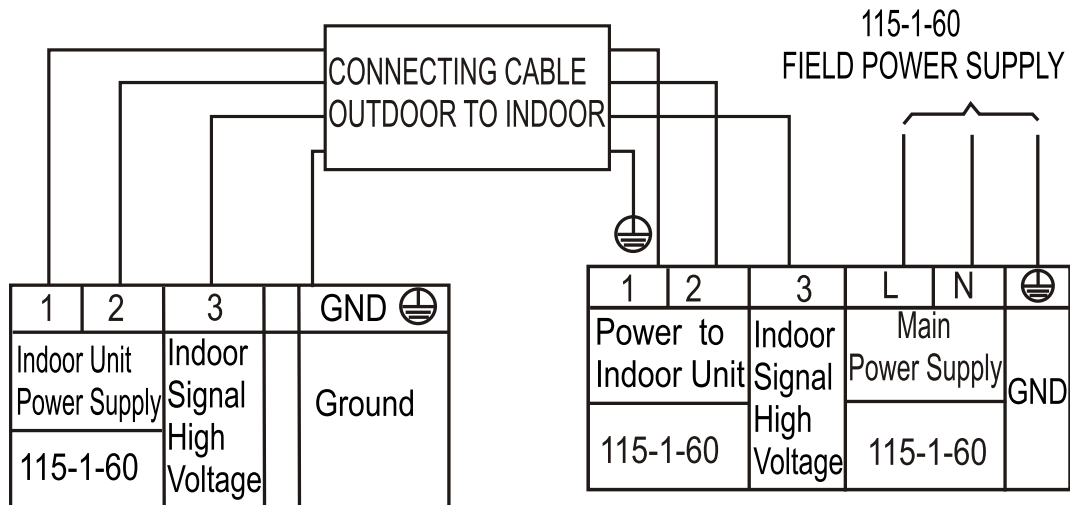 115-1-60
FIELD POWER SUPPLY
CONNECTING CABLE
OUTDOOR TO INDOOR
1 2 3 GND
Indoor Unit
Power Supply
115-1-60
Indoor
Signal
High
Voltage
Ground
1 2 3 L N
Power to
Indoor Unit
115-1-60
Indoor
Signal
High
Voltage
Main
Power Supply
115-1-60
GND